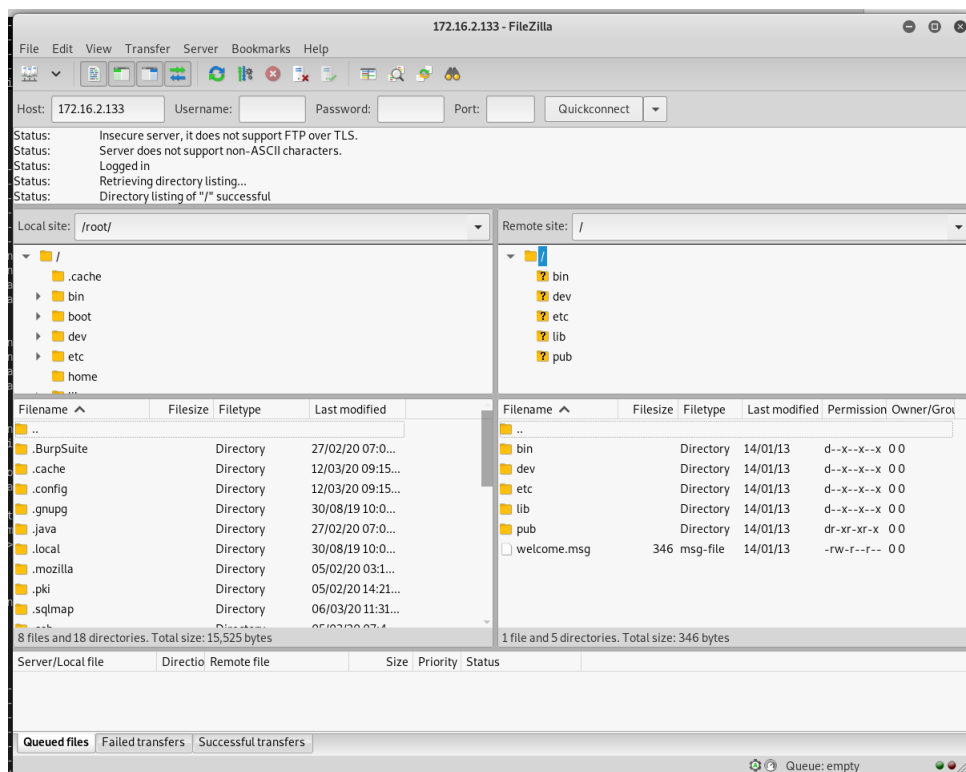 172.16.2.133 - FileZilla
File Edit View Transfer Server Bookmarks Help
Host: 172.16.2.133 Username: Password: Port: Quickconnect
Status: Insecure server, it does not support FTP over TLS.
Status: Server does not support non-ASCII characters.
Status: Logged in
Status: Retrieving directory listing...
Status: Directory listing of "/" successful
Local site: /root/
/
.cache
bin
boot
dev
etc
home
Remote site: /
/
bin
dev
etc
lib
pub
Filename Filesize Filetype Last modified
..
.BurpSuite Directory 27/02/20 07:0...
.cache Directory 12/03/20 09:15...
.config Directory 12/03/20 09:15...
.gnupg Directory 30/08/19 10:0...
.java Directory 27/02/20 07:0...
.local Directory 30/08/19 10:0...
.mozilla Directory 05/02/20 03:1...
.pki Directory 05/02/20 14:21...
.sqlmap Directory 06/03/20 11:31...
8 files and 18 directories. Total size: 15,525 bytes
Filename Filesize Filetype Last modified Permission Owner/Grou
..
bin Directory 14/01/13 d--x--x--x 0 0
dev Directory 14/01/13 d--x--x--x 0 0
etc Directory 14/01/13 d--x--x--x 0 0
lib Directory 14/01/13 d--x--x--x 0 0
pub Directory 14/01/13 dr-xr-xr-x 0 0
welcome.msg 346 msg-file 14/01/13 -rw-r--r-- 0 0
1 file and 5 directories. Total size: 346 bytes
Server/Local file Directio Remote file Size Priority Status
Queued files Failed transfers Successful transfers
Queue: empty